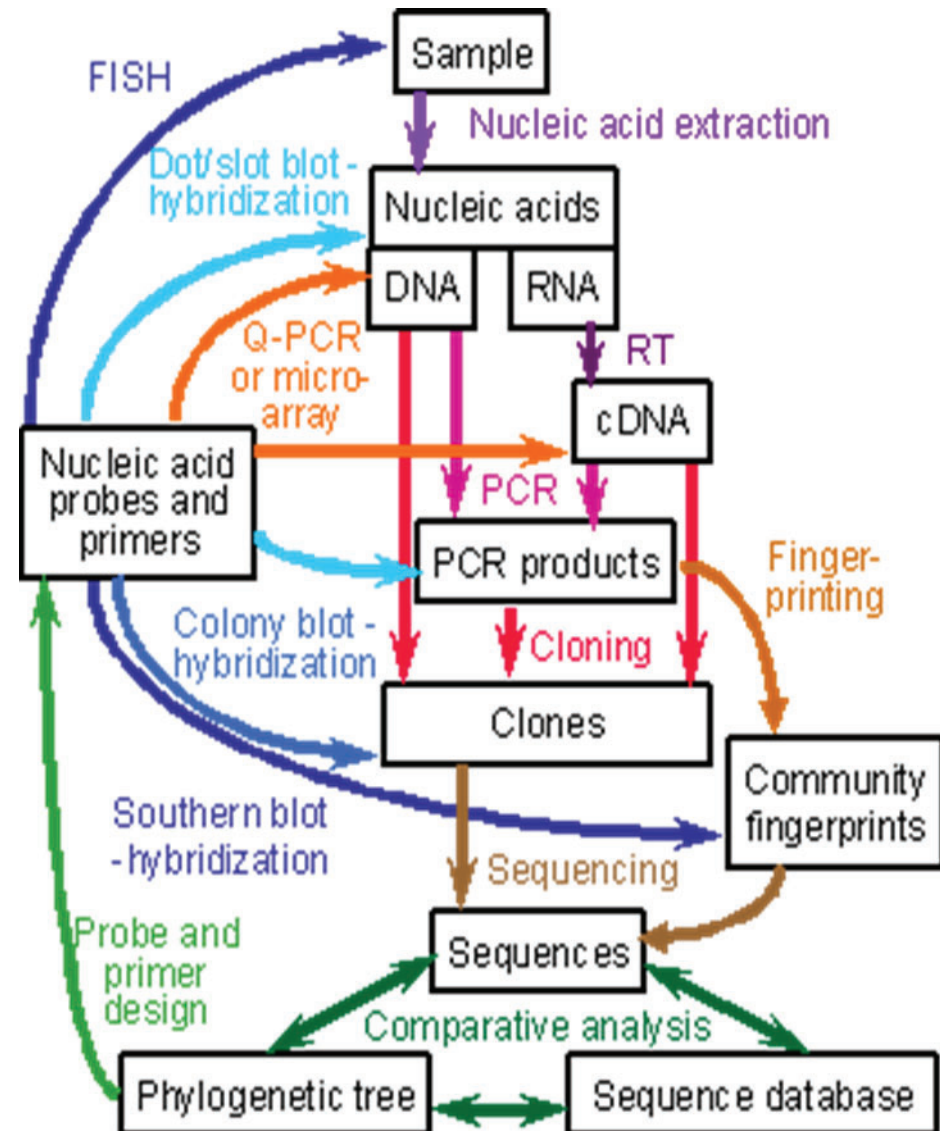 Sample
FISH
Nucleic acid extraction
Dot/slot blot -
hybridization
Nucleic acids
DNA
RNA
Q-PCR
or micro-
array
RT
cDNA
Nucleic acid
probes and
primers
PCR
PCR products
Finger-
printing
Colony blot -
hybridization
Cloning
Clones
Community
fingerprints
Southern blot
-hybridization
Sequencing
Sequences
Probe and
primer
design
Comparative analysis
Phylogenetic tree
Sequence database